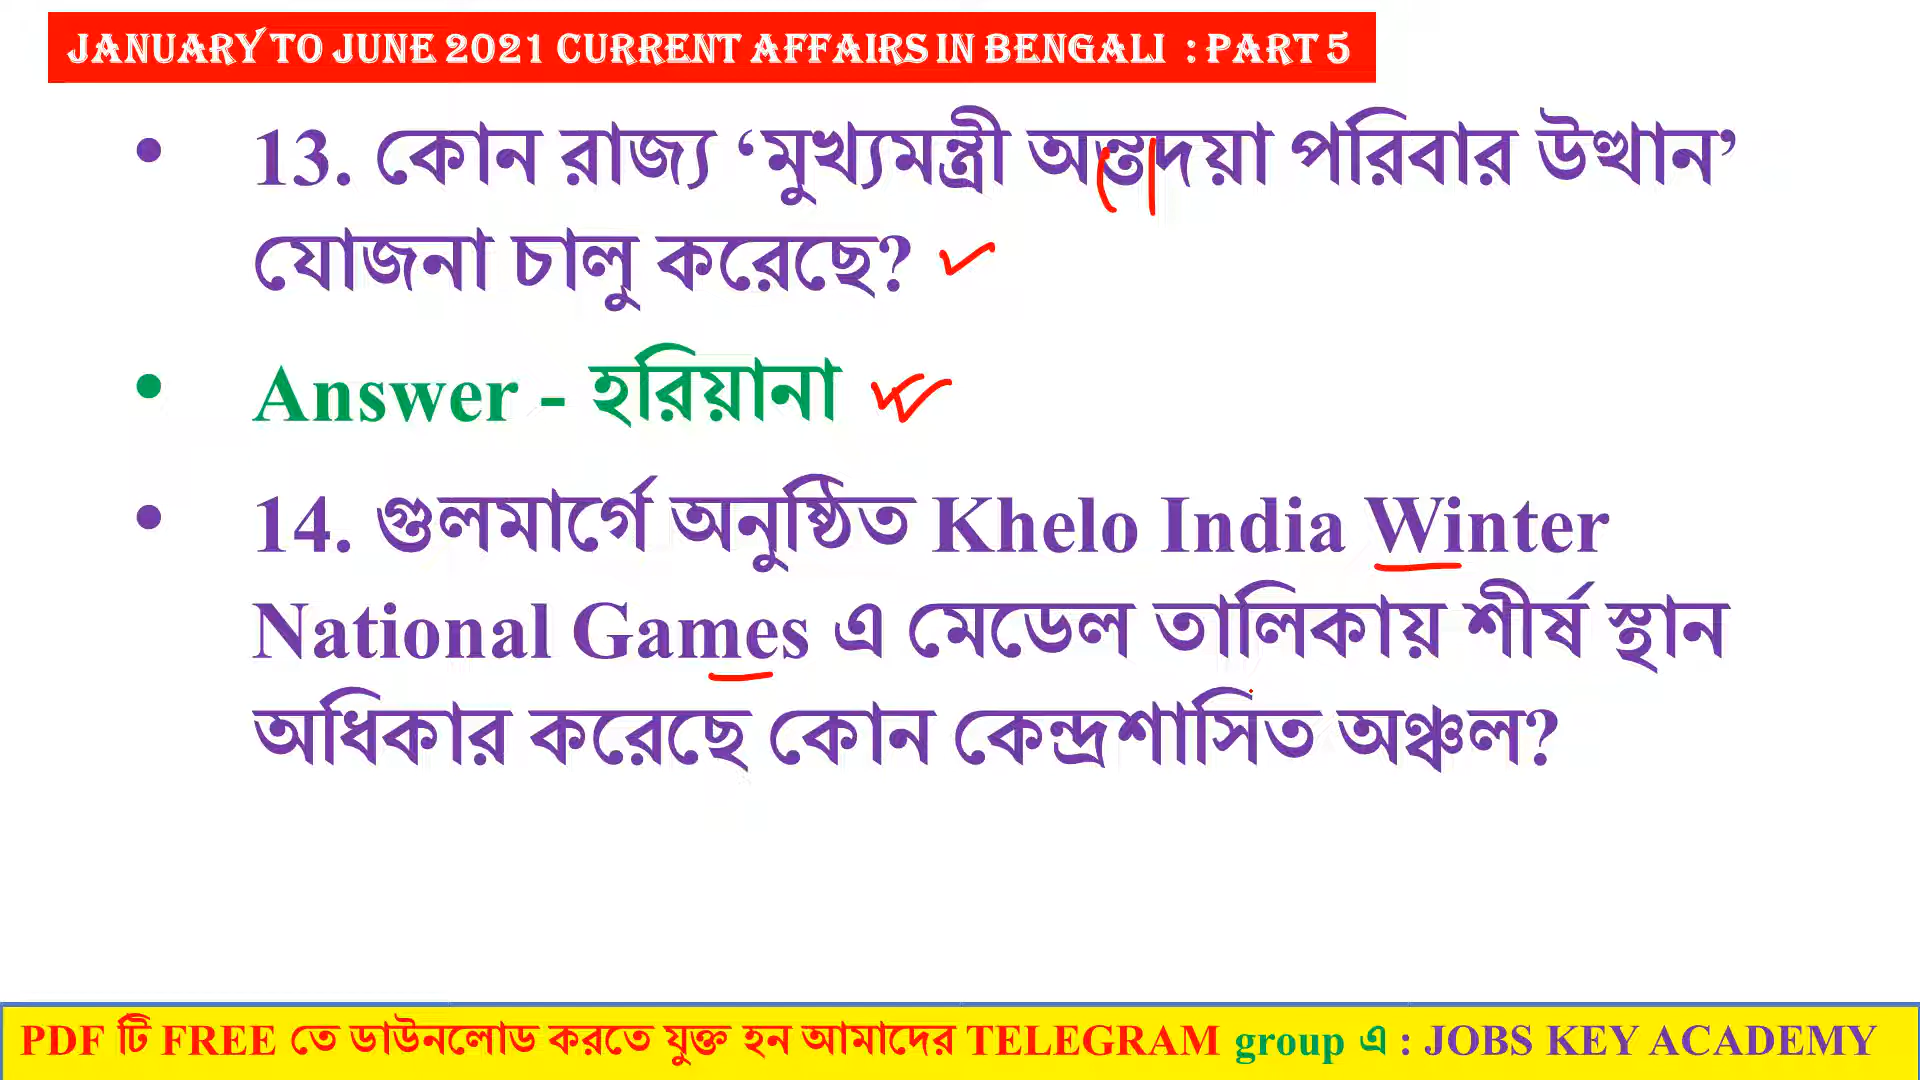 JANUARY TO JUNE 2021 CURRENT AFFAIRS IN BENGALI : PART 5
• 13. কোন রাজ্য ‘মুখ্যমন্ত্রী অন্তদয়া পরিবার উত্থান’
যোজনা চালু করেছে?
• Answer - হরিয়ানা
• 14. গুলমার্গে অনুষ্ঠিত Khelo India Winter
National Games এ মেডেল তালিকায় শীর্ষ স্থান
অধিকার করেছে কোন কেন্দ্রশাসিত অঞ্চল?
PDF টি FREE তে ডাউনলোড করতে যুক্ত হন আমাদের TELEGRAM group এ : JOBS KEY ACADEMY